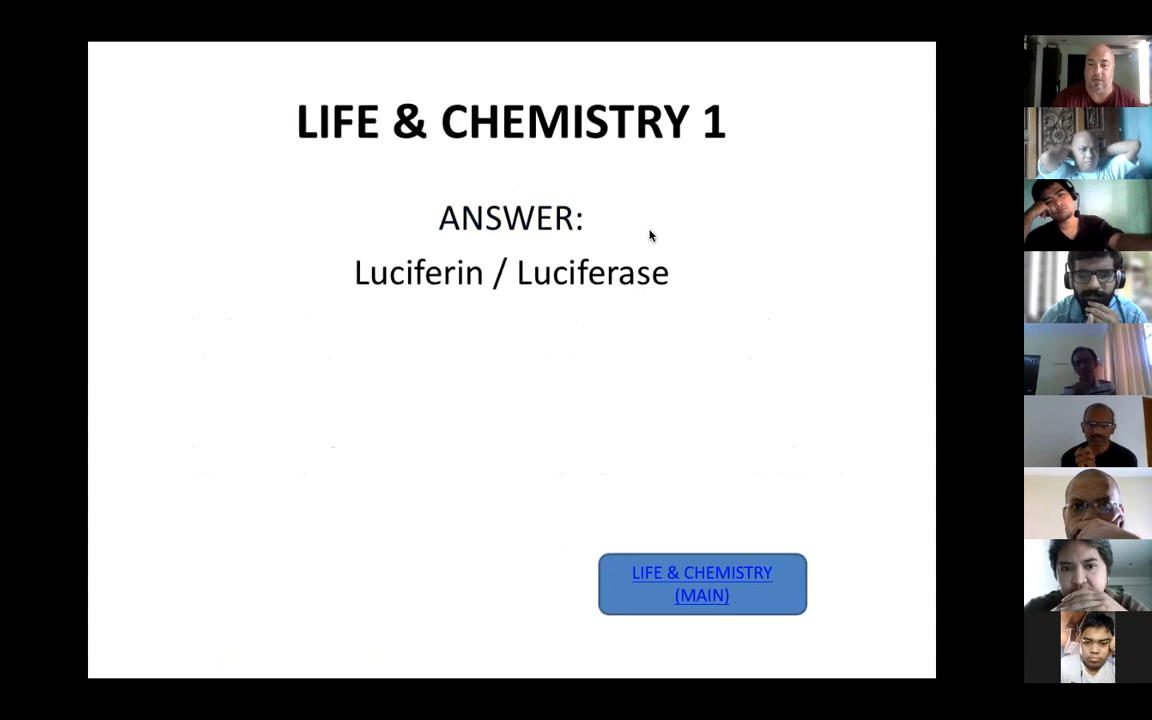 LIFE & CHEMISTRY 1
ANSWER:
Luciferin / Luciferase
LIFE & CHEMISTRY
(MAIN)